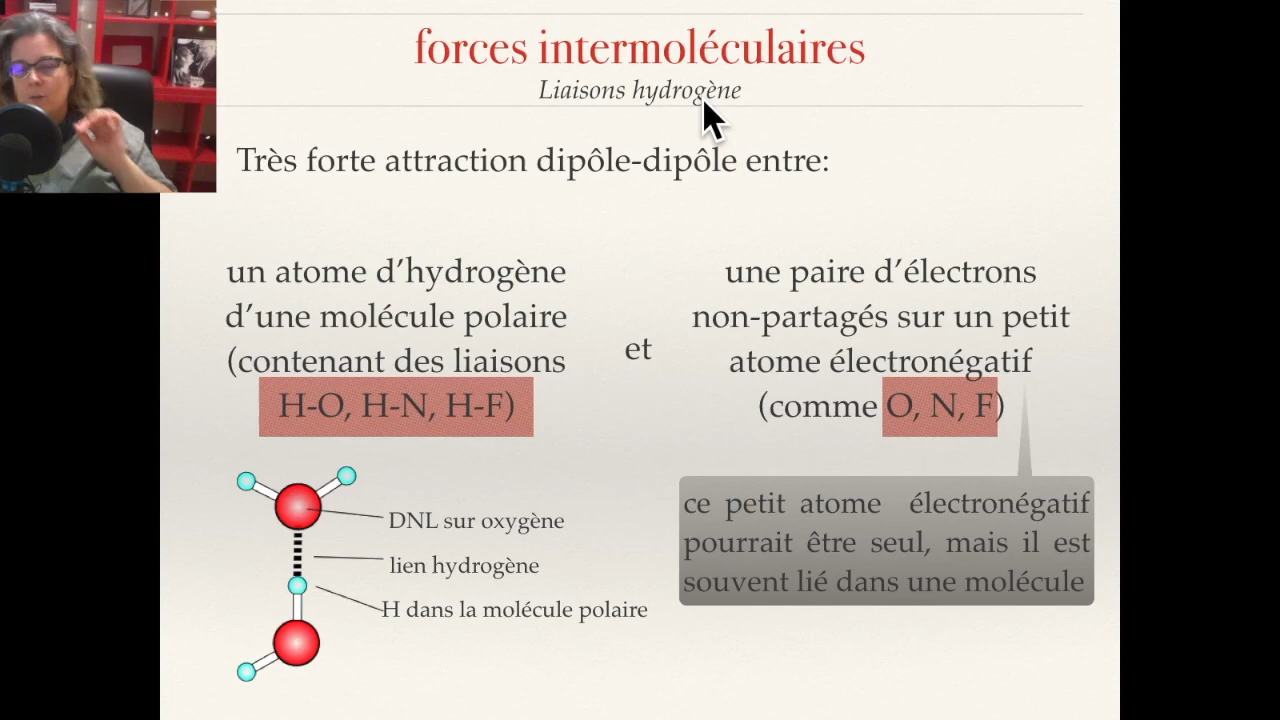 forces intermoléculaires
Liaisons hydrogène
Très forte attraction dipôle-dipôle entre:
un atome d’hydrogène
d’une molécule polaire
(contenant des liaisons
H-O, H-N, H-F)
et
une paire d’électrons
non-partagés sur un petit
atome électronégatif
(comme O, N, F)
DNL sur oxygène
lien hydrogène
H dans la molécule polaire
ce petit atome électronégatif
pourrait être seul, mais il est
souvent lié dans une molécule